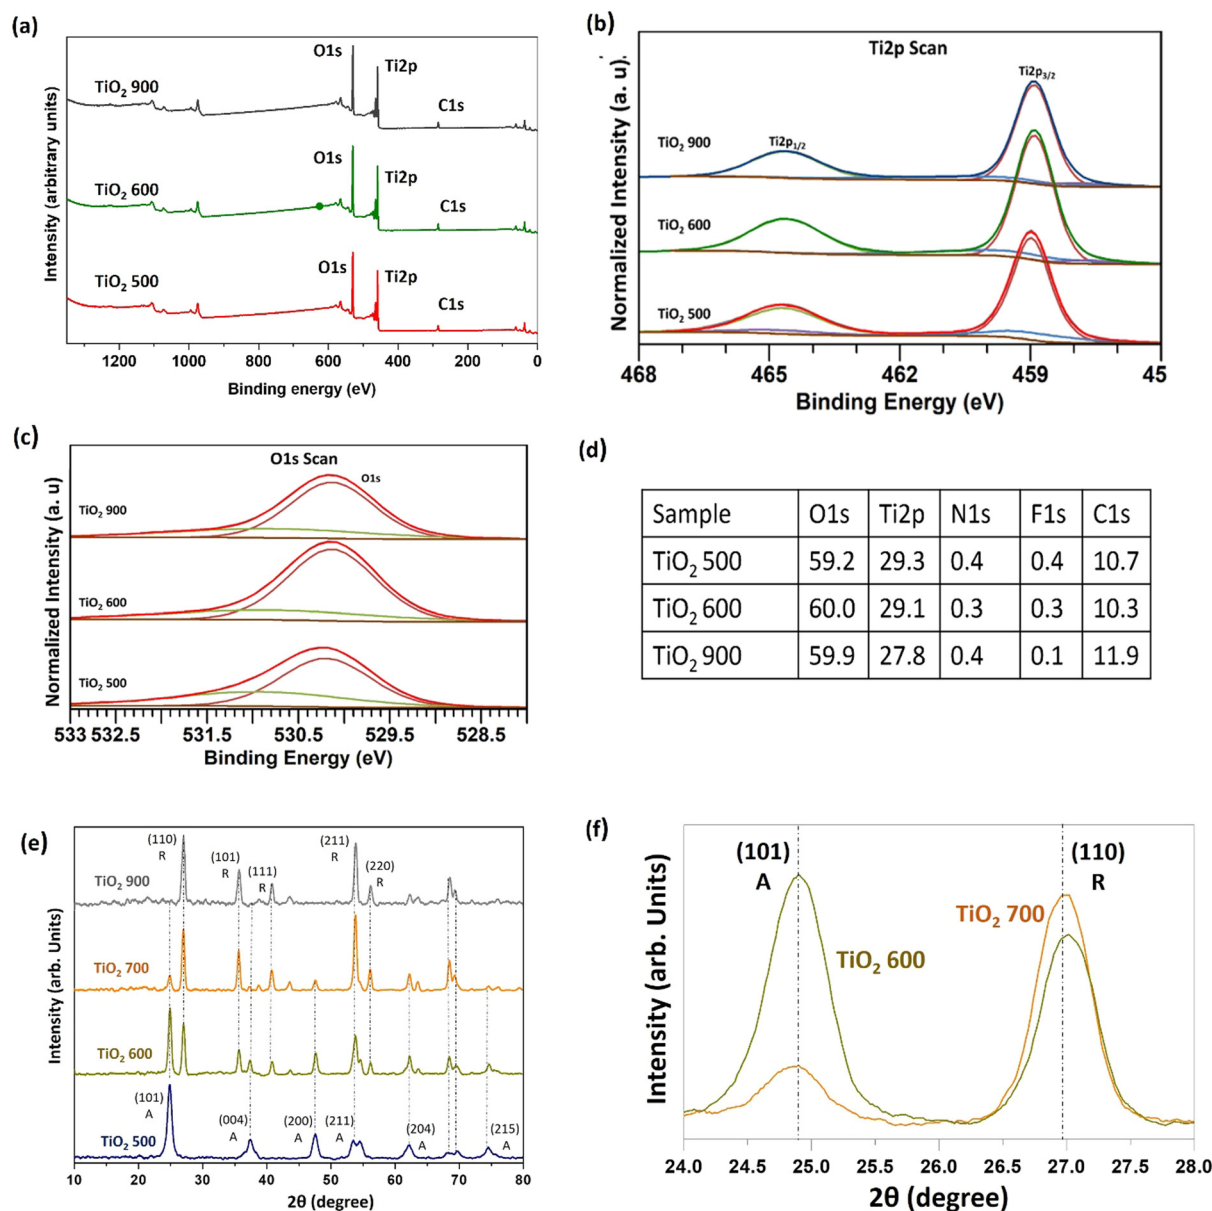 (a)
O1s
Ti2p
TiO2 900
C1s
O1s
Ti2p
TiO2 600
C1s
O1s
Ti2p
TiO2 500
C1s
Intensity (arbitrary units)
1200 1000 800 600 400 200 0
Binding energy (eV)
(b)
Ti2p Scan
Ti2p3/2
TiO2 900
Ti2p1/2
TiO2 600
TiO2 500
Normalized Intensity (a. u).
468 465 462 459 45
Binding Energy (eV)
(c)
O1s Scan
O1s
TiO2 900
TiO2 600
TiO2 500
Normalized Intensity (a. u)
533 532.5 531.5 530.5 529.5 528.5
Binding Energy (eV)
(d)
Sample O1s Ti2p N1s F1s C1s
TiO2 500 59.2 29.3 0.4 0.4 10.7
TiO2 600 60.0 29.1 0.3 0.3 10.3
TiO2 900 59.9 27.8 0.4 0.1 11.9
(e)
(110)
R
(101)
R
(111)
R
(211)
R
(220)
R
TiO2 900
TiO2 700
TiO2 600
(101)
A
(004)
A
(200)
A
(211)
A
(204)
A
(215)
A
TiO2 500
Intensity (arb. Units)
10 20 30 40 50 60 70 80
2θ (degree)
(f)
(101)
A
(110)
R
TiO2 700
TiO2 600
Intensity (arb. Units)
24.0 24.5 25.0 25.5 26.0 26.5 27.0 27.5 28.0
2θ (degree)